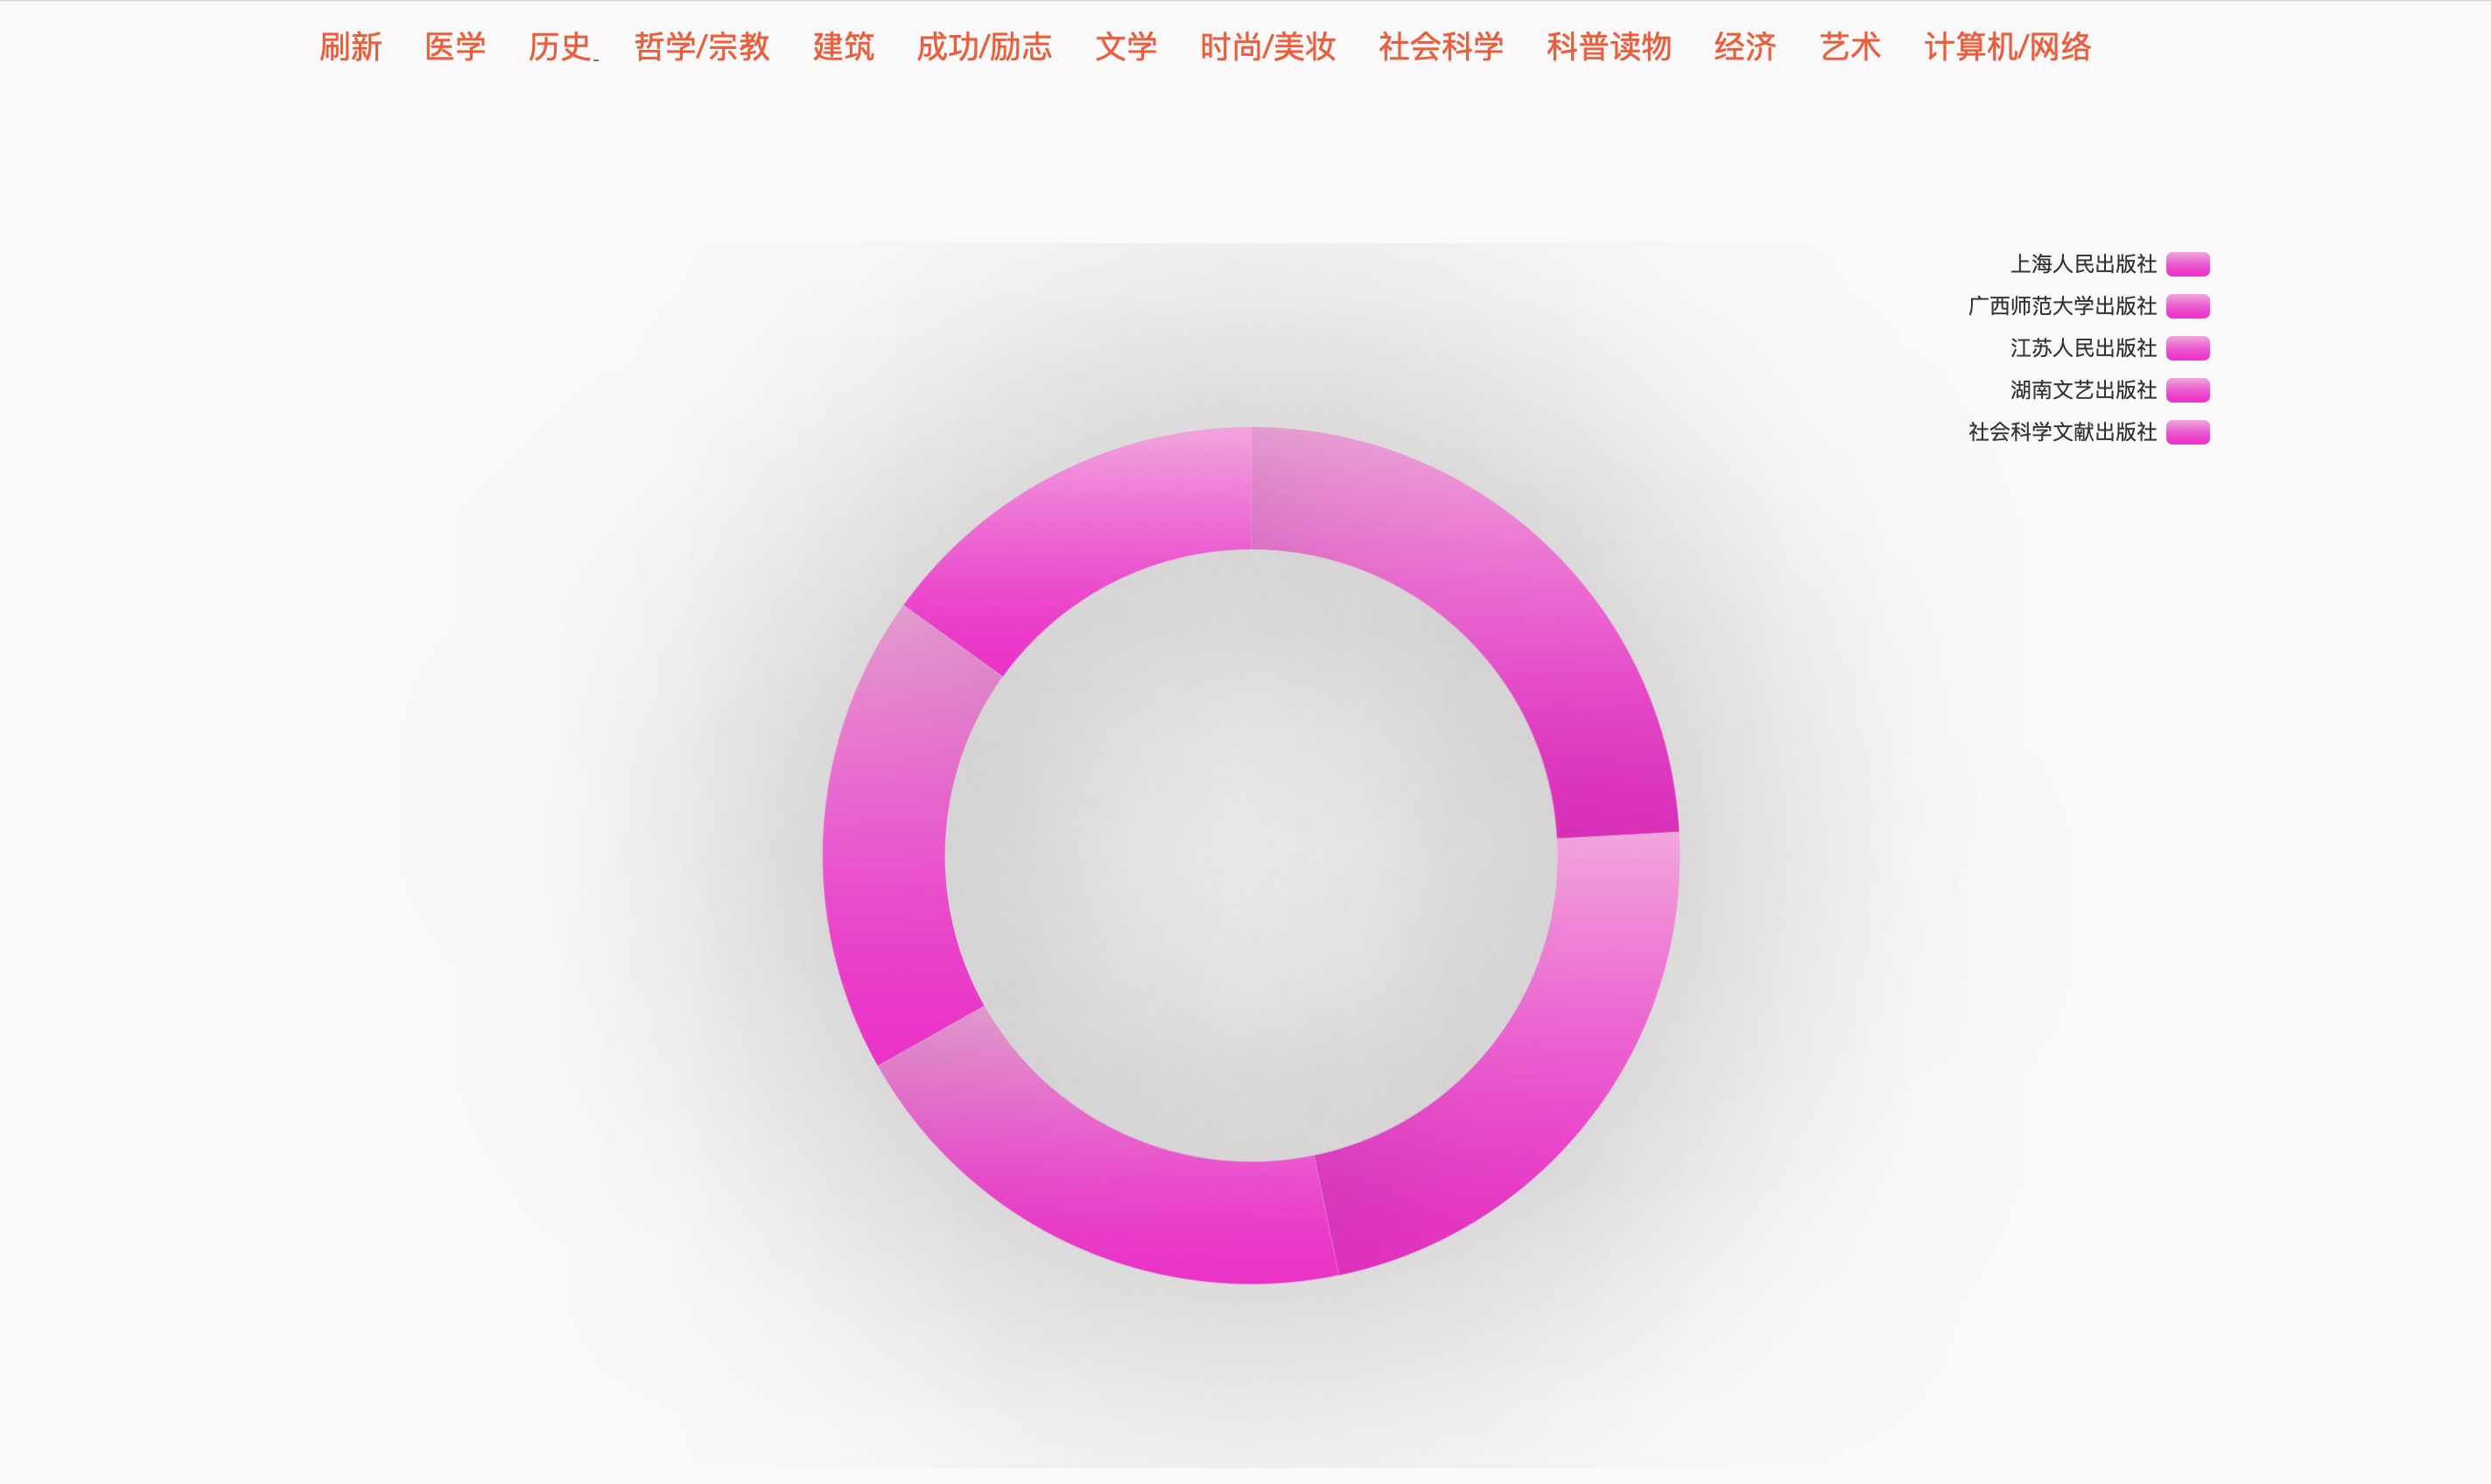 刷新 医学 历史_ 哲学/宗教 建筑 成功/励志 文学 时尚/美妆 社会科学 科普读物 经济 艺术 计算机/网络
上海人民出版社
广西师范大学出版社
江苏人民出版社
湖南文艺出版社
社会科学文献出版社